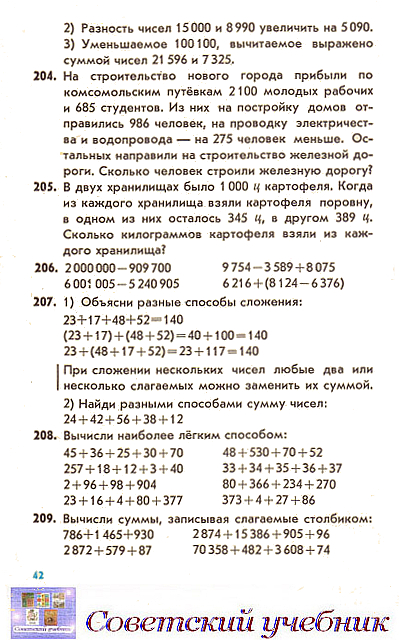 2) Разность чисел 15 000 и 8 990 увеличить на 5 090.
3) Уменьшаемое 100 100, вычитаемое выражено
суммой чисел 21 596 и 7 325.
204. На строительство нового города прибыли по
комсомольским путёвкам 2 100 молодых рабочих
и 685 студентов. Из них на постройку домов от-
правились 986 человек, на проводку электричест-
ва и водопровода — на 275 человек меньше. Ос-
тальных направили на строительство железной до-
роги. Сколько человек строили железную дорогу?
205. В двух хранилищах было 1 000 ц картофеля. Когда
из каждого хранилища взяли картофеля поровну,
в одном из них осталось 345 ц, в другом 389 ц.
Сколько килограммов картофеля взяли из каж-
дого хранилища?
206. 2 000 000−909 700 9 754−3 589+8 075
6 001 005−5 240 905 6 216+(8 124−6 376)
207. 1) Объясни разные способы сложения:
23+17+48+52=140
(23+17)+(48+52)=40+100=140
23+(48+17+52)=23+117=140
При сложении нескольких чисел любые два или
несколько слагаемых можно заменить их суммой.
2) Найди разными способами сумму чисел:
24+42+56+38+12
208. Вычисли наиболее лёгким способом:
45+36+25+30+70 48+530+70+52
257+18+12+3+40 33+34+35+36+37
2+96+98+904 80+366+234+270
23+16+4+80+377 373+4+27+86
209. Вычисли суммы, записывая слагаемые столбиком:
786+1 465+930 2 874+15 386+905+96
2 872+579+87 70 358+482+3 608+74
42
Советский учебник
Советский учебник